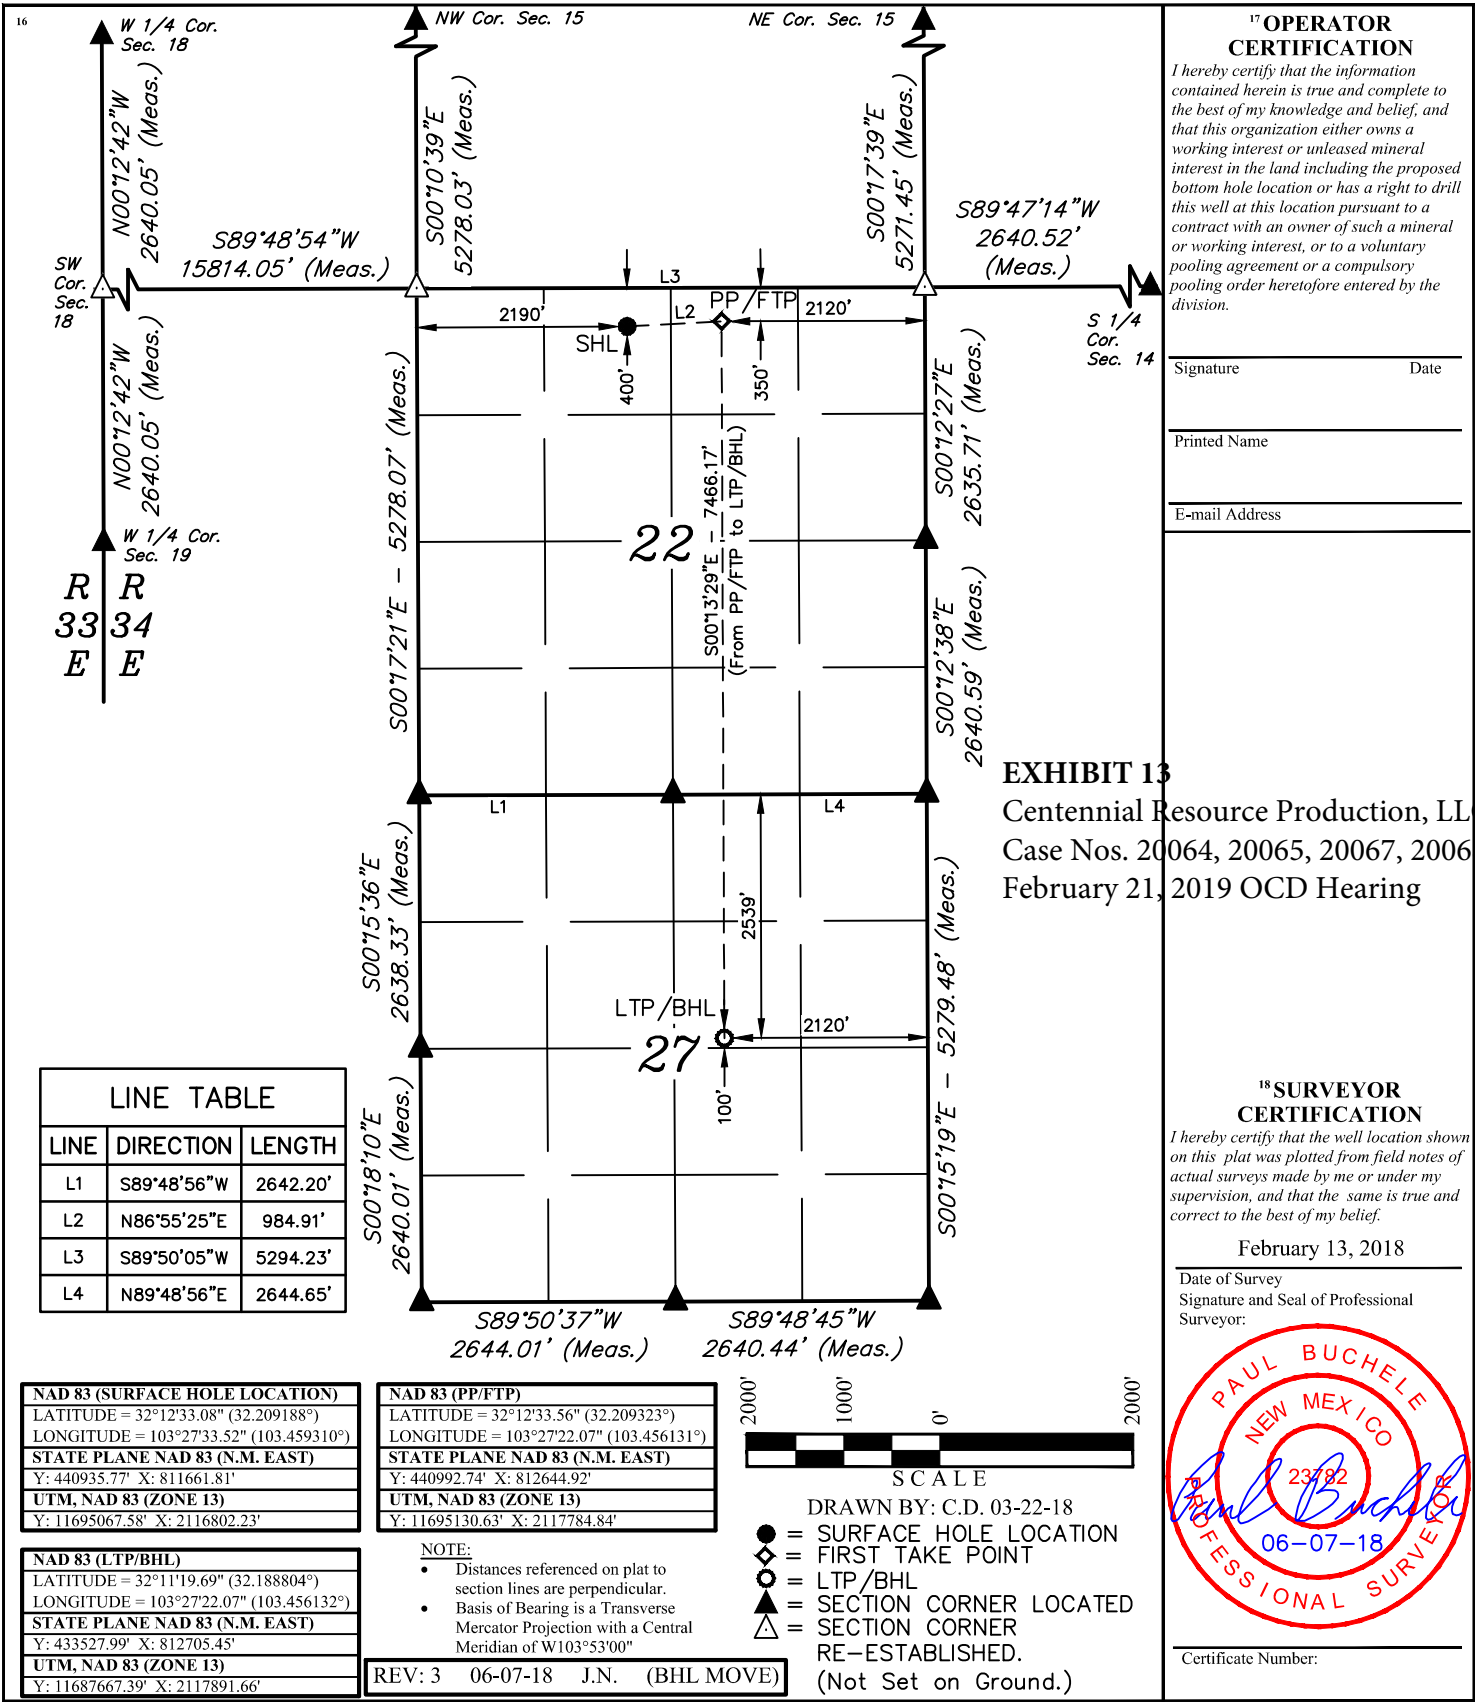 16
W 1/4 Cor.
Sec. 18
NW Cor. Sec. 15
NE Cor. Sec. 15
N00°12'42"W
2640.05' (Meas.)
S00°10'39"E
5278.03' (Meas.)
S00°17'39"E
5271.45' (Meas.)
S89°48'54"W
15814.05' (Meas.)
S89°47'14"W
2640.52'
(Meas.)
SW
Cor.
Sec.
18
L3
PP/FTP
L2
2190'
2120'
SHL
400'
350'
S 1/4
Cor.
Sec. 14
N00°12'42"W
2640.05' (Meas.)
W 1/4 Cor.
Sec. 19
R R
33 34
E E
S00°17'21"E - 5278.07' (Meas.)
S00°12'27"E
2635.71' (Meas.)
22
S00°13'29"E - 7466.17'
(From PP/FTP to LTP/BHL)
S00°12'38"E
2640.59' (Meas.)
L1
L4
S00°15'36"E
2638.33' (Meas.)
2539'
LTP/BHL
27
2120'
100'
S00°15'19"E - 5279.48' (Meas.)
S00°18'10"E
2640.01' (Meas.)
S89°50'37"W
2644.01' (Meas.)
S89°48'45"W
2640.44' (Meas.)
LINE TABLE
LINE DIRECTION LENGTH
L1 S89°48'56"W 2642.20'
L2 N86°55'25"E 984.91'
L3 S89°50'05"W 5294.23'
L4 N89°48'56"E 2644.65'
NAD 83 (SURFACE HOLE LOCATION)
LATITUDE = 32°12'33.08" (32.209188°)
LONGITUDE = 103°27'33.52" (103.459310°)
STATE PLANE NAD 83 (N.M. EAST)
Y: 440935.77' X: 811661.81'
UTM, NAD 83 (ZONE 13)
Y: 11695067.58' X: 2116802.23'
NAD 83 (PP/FTP)
LATITUDE = 32°12'33.56" (32.209323°)
LONGITUDE = 103°27'22.07" (103.456131°)
STATE PLANE NAD 83 (N.M. EAST)
Y: 440992.74' X: 812644.92'
UTM, NAD 83 (ZONE 13)
Y: 11695130.63' X: 2117784.84'
NAD 83 (LTP/BHL)
LATITUDE = 32°11'19.69" (32.188804°)
LONGITUDE = 103°27'22.07" (103.456132°)
STATE PLANE NAD 83 (N.M. EAST)
Y: 433527.99' X: 812705.45'
UTM, NAD 83 (ZONE 13)
Y: 11687667.39' X: 2117891.66'
NOTE:
• Distances referenced on plat to
section lines are perpendicular.
• Basis of Bearing is a Transverse
Mercator Projection with a Central
Meridian of W103°53'00"
REV: 3 06-07-18 J.N. (BHL MOVE)
2000' 1000' 0' 2000'
SCALE
DRAWN BY: C.D. 03-22-18
= SURFACE HOLE LOCATION
= FIRST TAKE POINT
= LTP/BHL
= SECTION CORNER LOCATED
= SECTION CORNER
RE-ESTABLISHED.
(Not Set on Ground.)
17 OPERATOR
CERTIFICATION
I hereby certify that the information
contained herein is true and complete to
the best of my knowledge and belief, and
that this organization either owns a
working interest or unleased mineral
interest in the land including the proposed
bottom hole location or has a right to drill
this well at this location pursuant to a
contract with an owner of such a mineral
or working interest, or to a voluntary
pooling agreement or a compulsory
pooling order heretofore entered by the
division.
Signature Date
Printed Name
E-mail Address
EXHIBIT 13
Centennial Resource Production, LL
Case Nos. 20064, 20065, 20067, 2006
February 21, 2019 OCD Hearing
18 SURVEYOR
CERTIFICATION
I hereby certify that the well location shown
on this plat was plotted from field notes of
actual surveys made by me or under my
supervision, and that the same is true and
correct to the best of my belief.
February 13, 2018
Date of Survey
Signature and Seal of Professional
Surveyor:
PAUL BUCHELE
NEW MEXICO
23782
Paul Buchele
06-07-18
PROFESSIONAL SURVEYOR
Certificate Number: